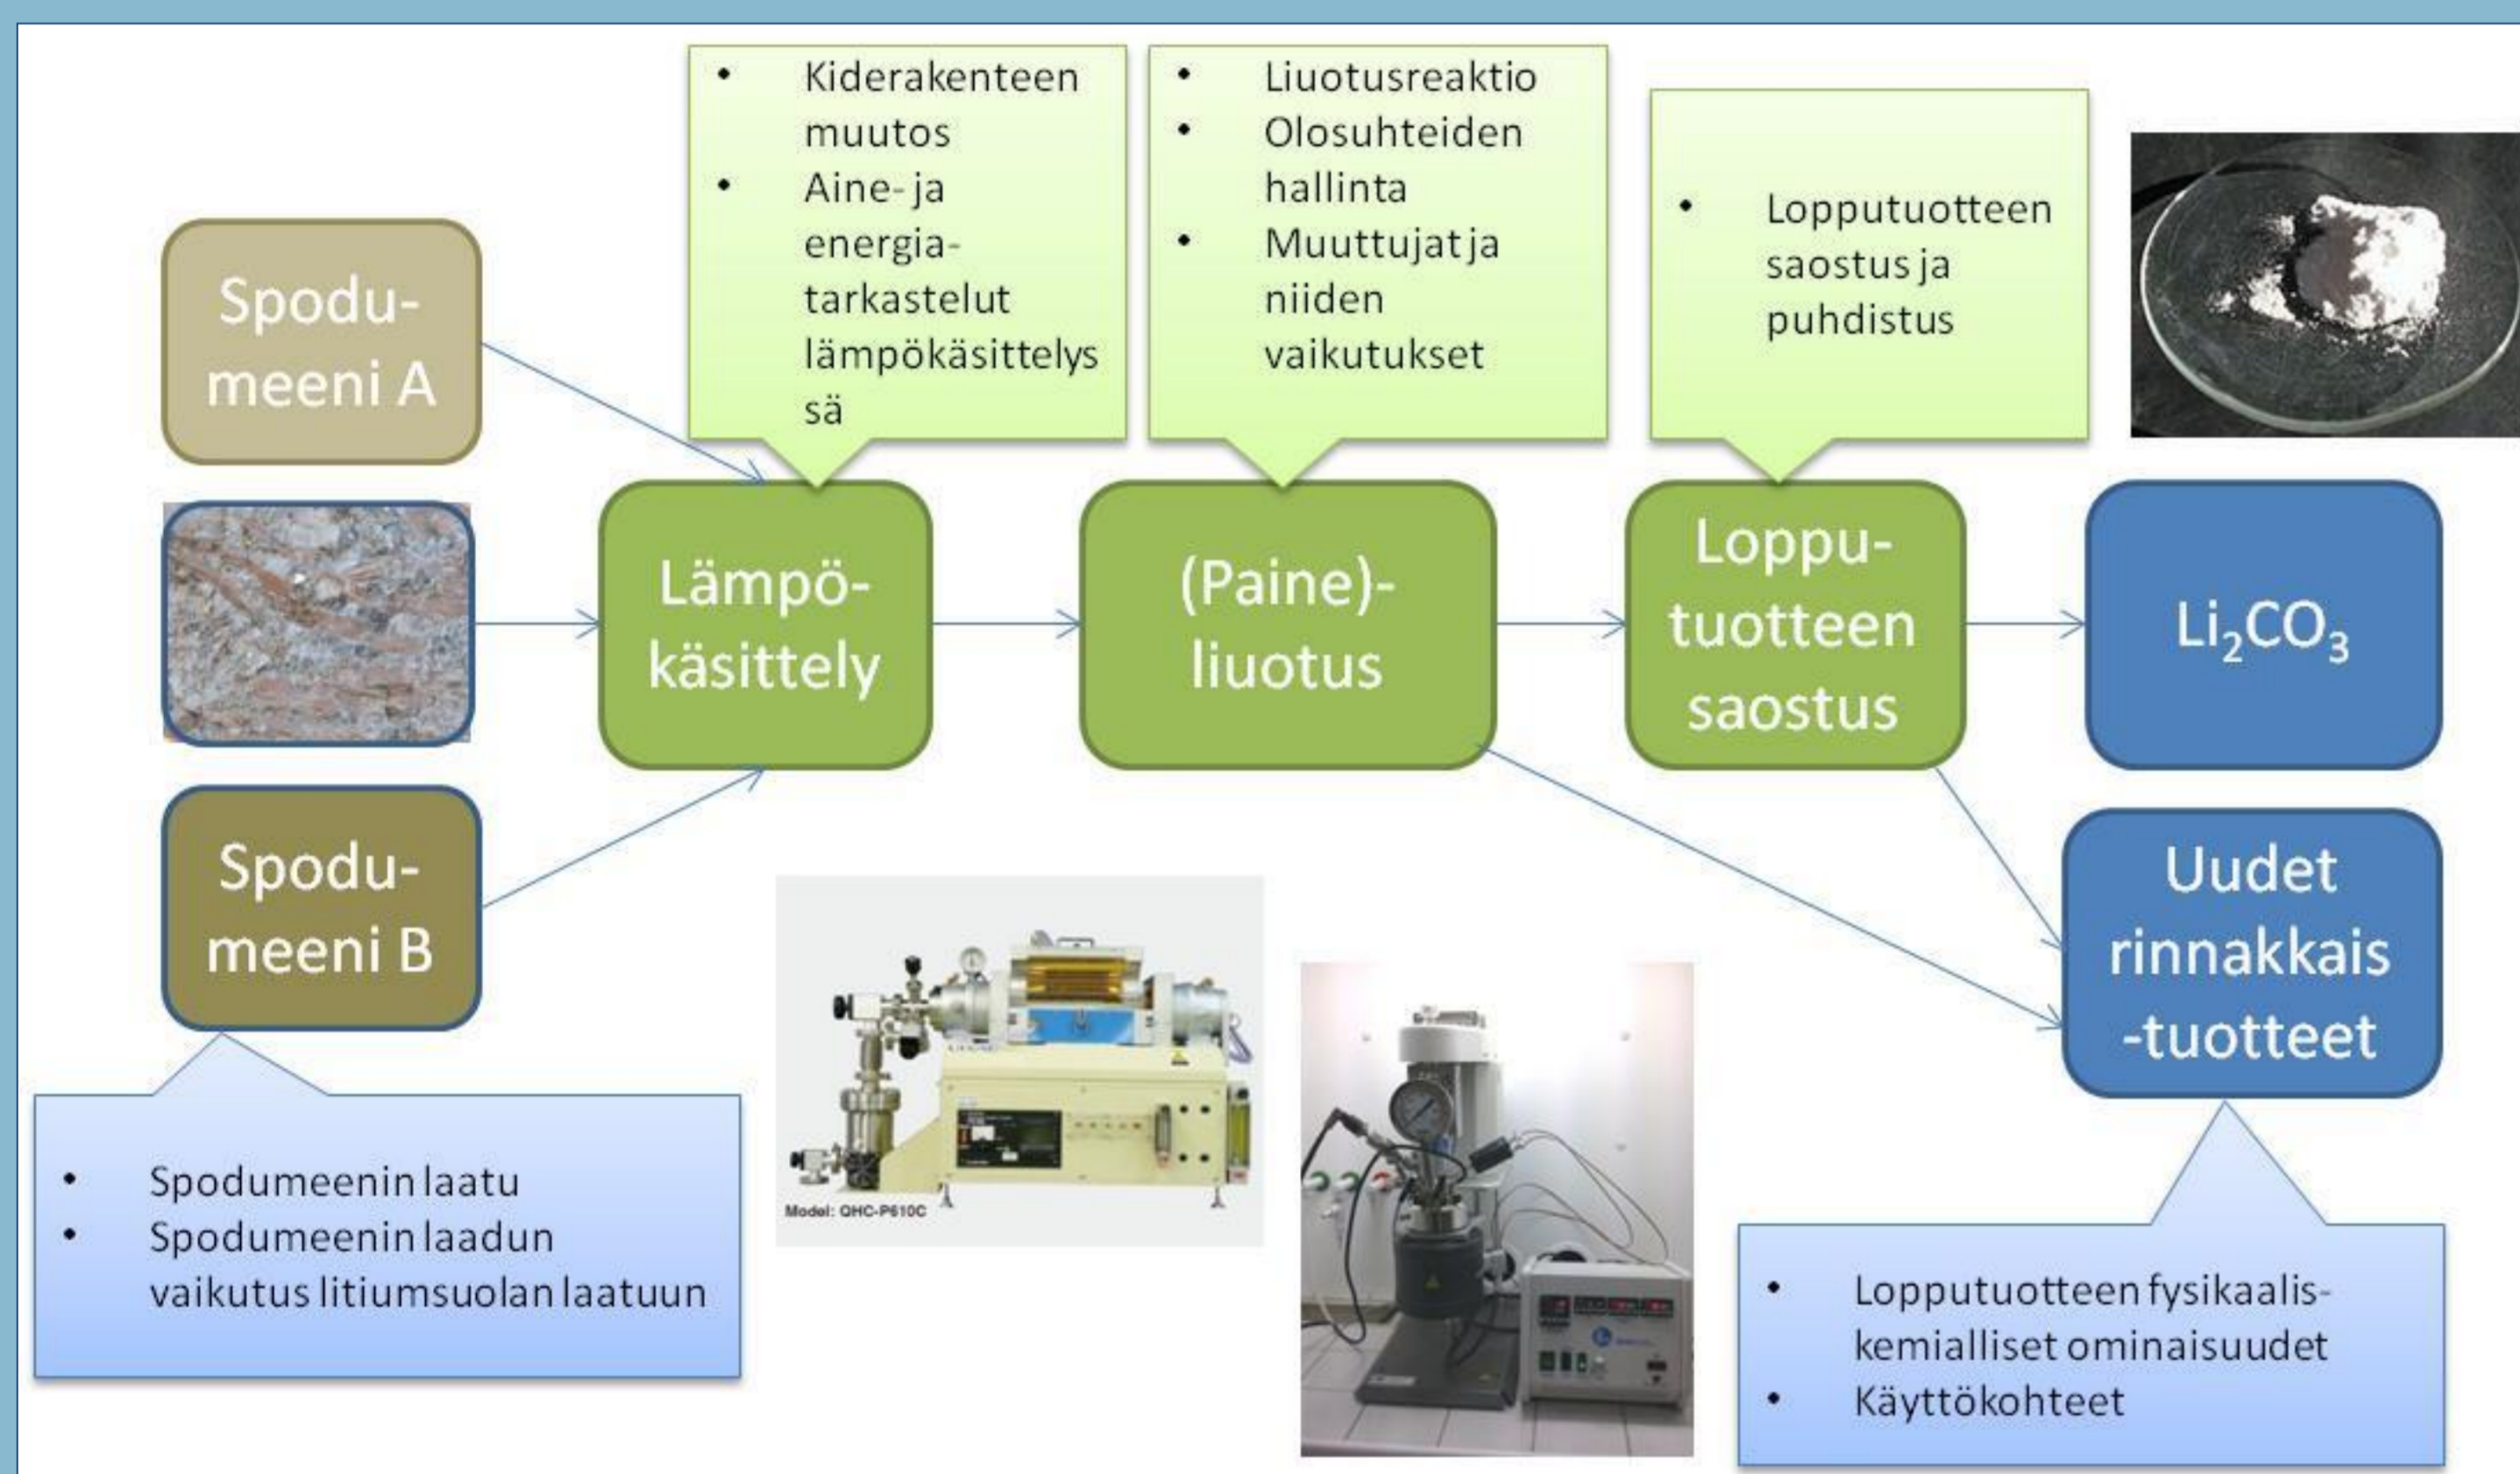 Kiderakenteen
muutos
Aine- ja
energia-
tarkastelut
lämpökäsittelys
sä
Liuotusreaktio
Olosuhteiden
hallinta
Muuttujat ja
niiden
vaikutukset
Lopputuotteen
saostus ja
puhdistus
Spodu-
meeni A
Lämpö-
käsittely
(Paine)-
liuotus
Loppu-
tuotteen
saostus
Li₂CO₃
Spodu-
meeni B
Uudet
rinnakkais
-tuotteet
Spodumeenin laatu
Spodumeenin laadun
vaikutus litiumsuolan laatuun
Model: QHC-P610C
Lopputuotteen fysikaalis-
kemialliset ominaisuudet
Käyttökohteet